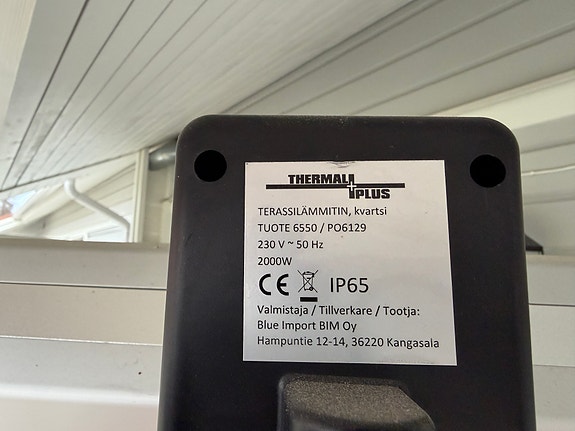 THERMAL
PLUS
TERASSILÄMMITIN, kvartsi
TUOTE 6550 / PO6129
230 V ~ 50 Hz
2000W
CE IP65
Valmistaja / Tillverkare / Tootja:
Blue Import BIM Oy
Hampuntie 12-14, 36220 Kangasala